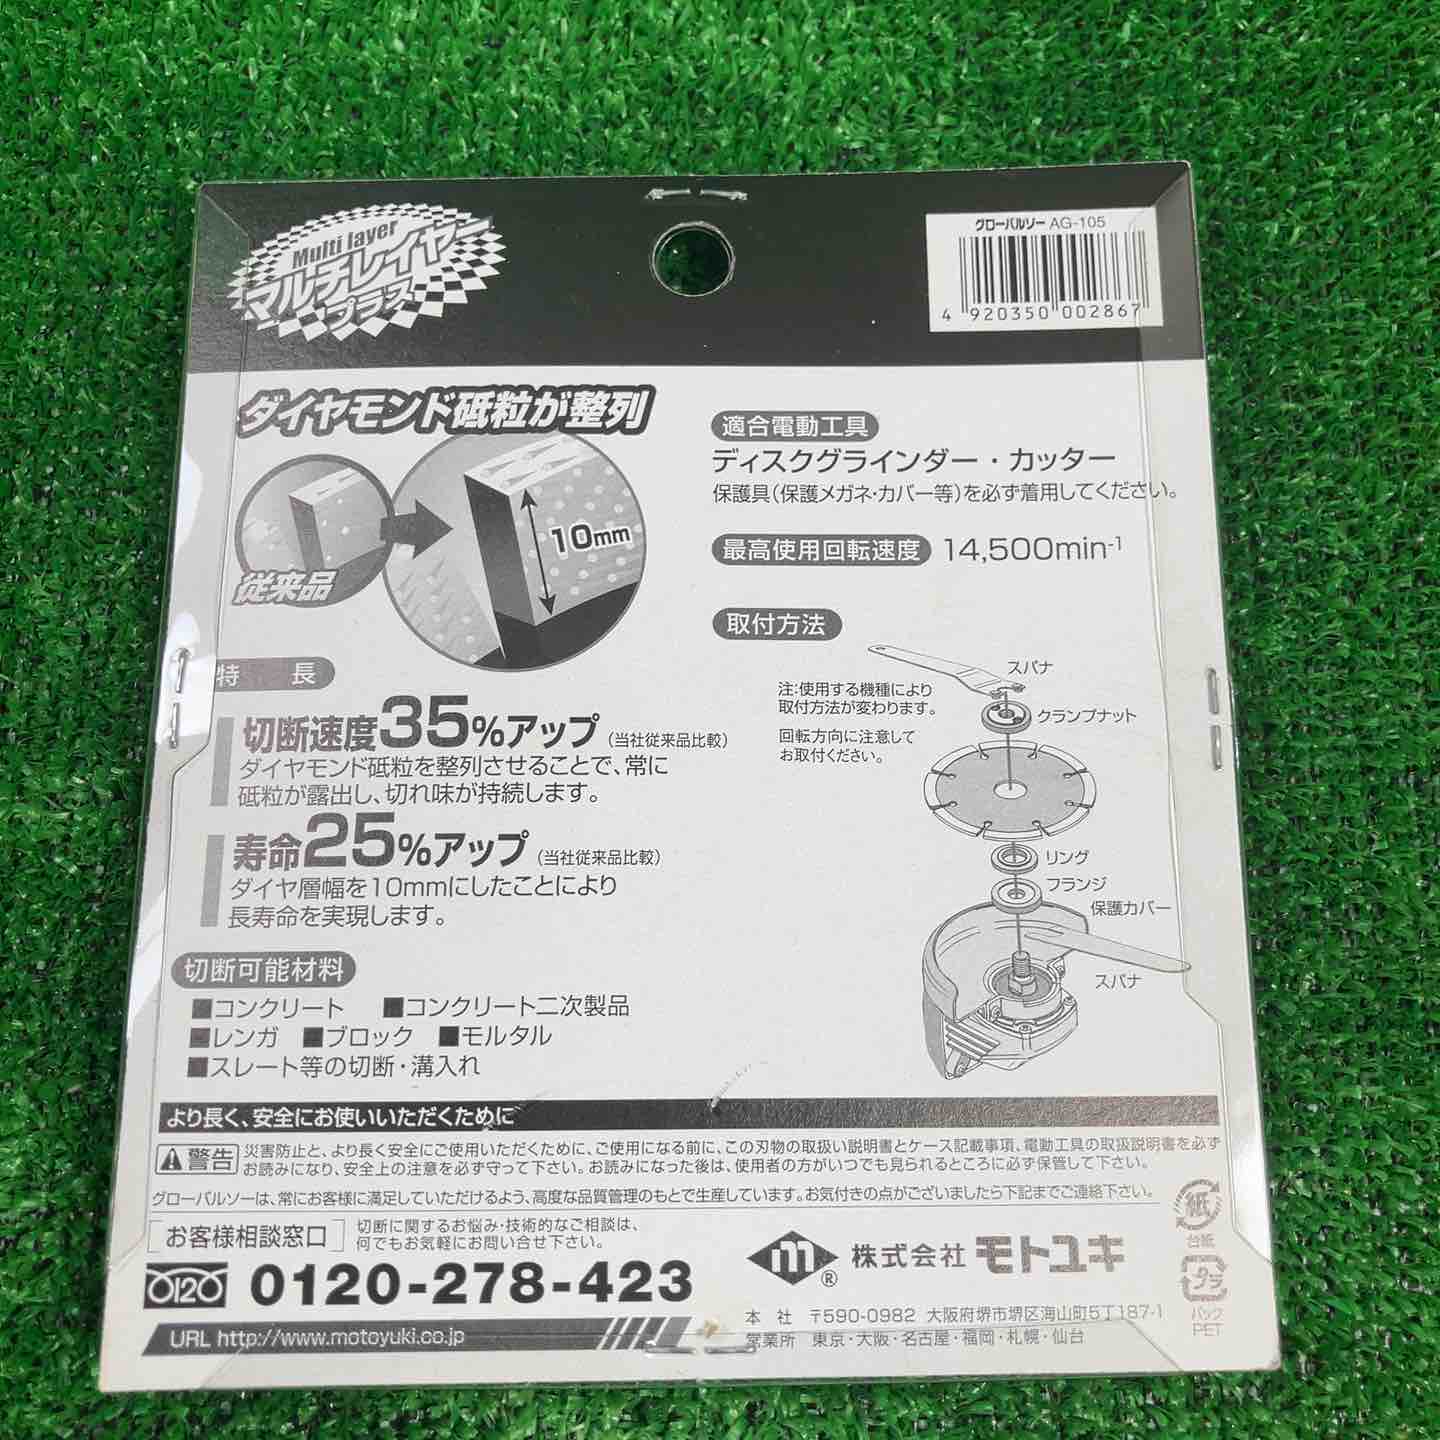 Multi layer
マルチレイヤー
プラス
グローバルソー AG-105
4 920350 002867
ダイヤモンド砥粒が整列
10mm
従来品
特 長
切断速度35%アップ(当社従来品比較)
ダイヤモンド砥粒を整列させることで、常に
砥粒が露出し、切れ味が持続します。
寿命25%アップ(当社従来品比較)
ダイヤ層幅を10mmにしたことにより
長寿命を実現します。
切断可能材料
■コンクリート ■コンクリート二次製品
■レンガ ■ブロック ■モルタル
■スレート等の切断・溝入れ
適合電動工具
ディスクグラインダー・カッター
保護具(保護メガネ・カバー等)を必ず着用してください。
最高使用回転速度 14,500min-1
取付方法
注:使用する機種により
取付方法が変わります。
回転方向に注意して
お取付ください。
スパナ
クランプナット
リング
フランジ
保護カバー
スパナ
より長く、安全にお使いいただくために
警告 災害防止と、より長く安全にご使用いただくために、ご使用になる前に、この刃物の取扱い説明書とケース記載事項、電動工具の取扱説明書を必ず
お読みになり、安全上の注意を必ず守って下さい。お読みになった後は、使用者の方がいつでも見られるところに必ず保管して下さい。
グローバルソーは、常にお客様に満足していただけるよう、高度な品質管理のもとで生産しています。お気付きの点がございましたら下記までご連絡下さい。
お客様相談窓口 切断に関するお悩み・技術的なご相談は、
何でもお気軽にお問い合せ下さい。
0120-278-423
URL http://www.motoyuki.co.jp
m ® 株式会社 モトユキ
本 社 〒590-0982 大阪府堺市堺区海山町5丁187-1
営業所 東京・大阪・名古屋・福岡・札幌・仙台
紙
台紙
プラ
パック
PET